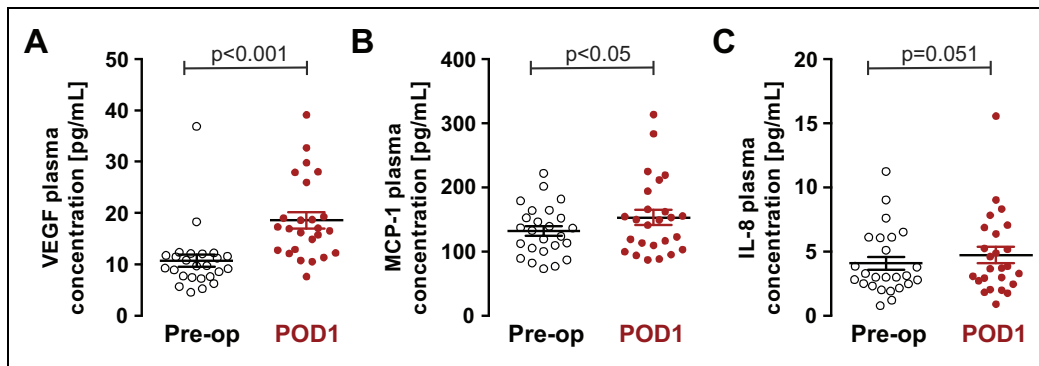 A
VEGF plasma
concentration [pg/mL]
50
40
30
20
10
0
p<0.001
Pre-op POD1
B
MCP-1 plasma
concentration [pg/mL]
400
300
200
100
0
p<0.05
Pre-op POD1
C
IL-8 plasma
concentration [pg/mL]
20
15
10
5
0
p=0.051
Pre-op POD1